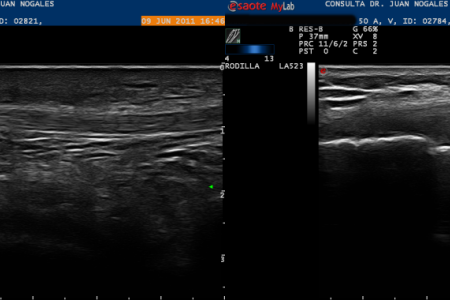 JUAN NOGALES
ID: 02821,
09 JUN 2011 16:46
esaote MyLab
CONSULTA DR. JUAN NOGALES
50 A, V, ID: 02784,
B RES-B G 66%
P 37mm XV 8
PRC 11/6/2 PRS 2
PST 0 C 2
4 13
RODILLA LA523
0
1
2
3